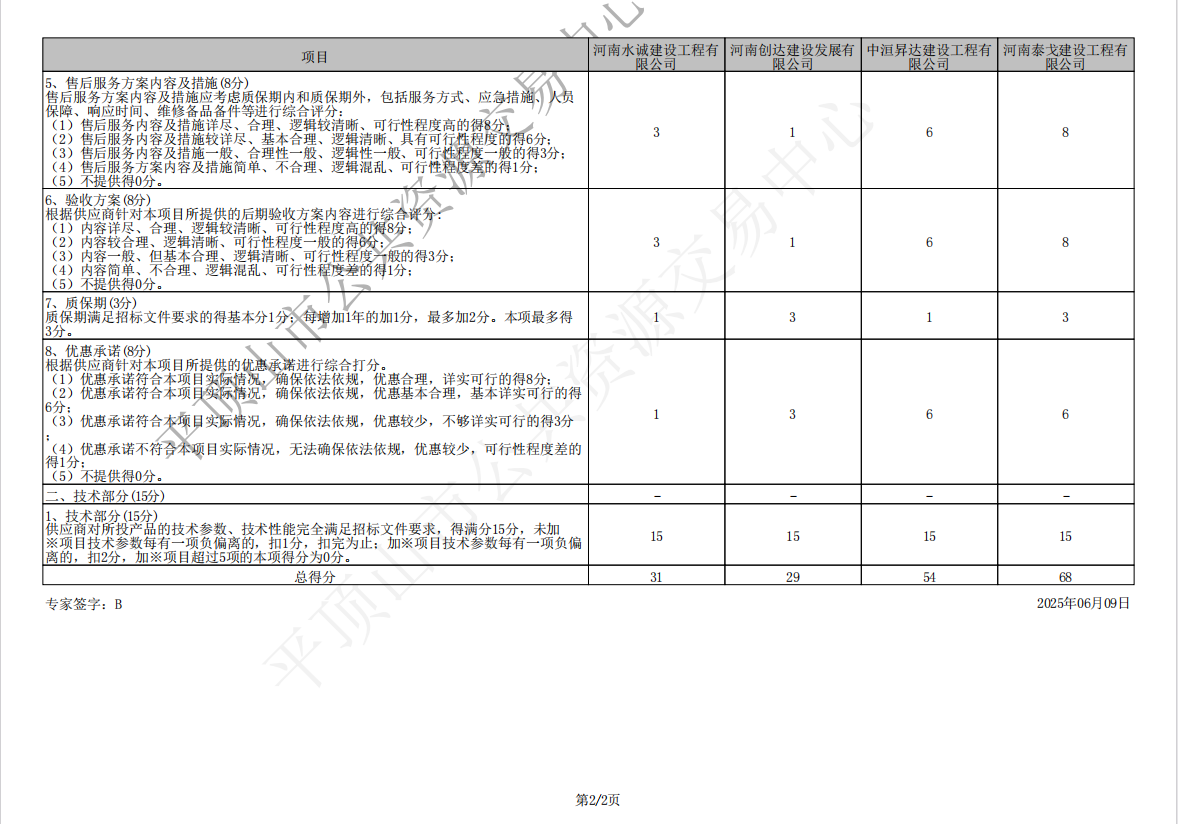 项目
河南水诚建设工程有
限公司
河南创达建设发展有
限公司
中洹昇达建设工程有
限公司
河南泰戈建设工程有
限公司
5、售后服务方案内容及措施(8分)
售后服务方案内容及措施应考虑质保期内和质保期外，包括服务方式、应急措施、人员
保障、响应时间、维修备品备件等进行综合评分：
（1）售后服务内容及措施详尽、合理、逻辑较清晰、可行性程度高的得8分；
（2）售后服务内容及措施较详尽、基本合理、逻辑清晰、具有可行性程度的得6分；
（3）售后服务内容及措施一般、合理性一般、逻辑性一般、可行性程度一般的得3分；
（4）售后服务方案内容及措施简单、不合理、逻辑混乱、可行性程度差的得1分；
（5）不提供得0分。
3
1
6
8
6、验收方案(8分)
根据供应商针对本项目所提供的后期验收方案内容进行综合评分：
（1）内容详尽、合理、逻辑较清晰、可行性程度高的得8分；
（2）内容较合理、逻辑清晰、可行性程度一般的得6分；
（3）内容一般、但基本合理、逻辑清晰、可行性程度一般的得3分；
（4）内容简单、不合理、逻辑混乱、可行性程度差的得1分；
（5）不提供得0分。
3
1
6
8
7、质保期(3分)
质保期满足招标文件要求的得基本分1分；每增加1年的加1分，最多加2分。本项最多得
3分。
1
3
1
3
8、优惠承诺(8分)
根据供应商针对本项目所提供的优惠承诺进行综合打分。
（1）优惠承诺符合本项目实际情况，确保依法依规，优惠合理，详实可行的得8分；
（2）优惠承诺符合本项目实际情况，确保依法依规，优惠基本合理，基本详实可行的得
6分；
（3）优惠承诺符合本项目实际情况，确保依法依规，优惠较少，不够详实可行的得3分
；
（4）优惠承诺不符合本项目实际情况，无法确保依法依规，优惠较少，可行性程度差的
得1分；
（5）不提供得0分。
1
3
6
6
二、技术部分(15分)
－
－
－
－
1、技术部分(15分)
供应商对所投产品的技术参数、技术性能完全满足招标文件要求，得满分15分，未加
※项目技术参数每有一项负偏离的，扣1分，扣完为止；加※项目技术参数每有一项负偏
离的，扣2分，加※项目超过5项的本项得分为0分。
15
15
15
15
总得分
31
29
54
68
专家签字：B
2025年06月09日
第2/2页
平顶山市公共资源交易中心
平顶山市公共资源交易中心